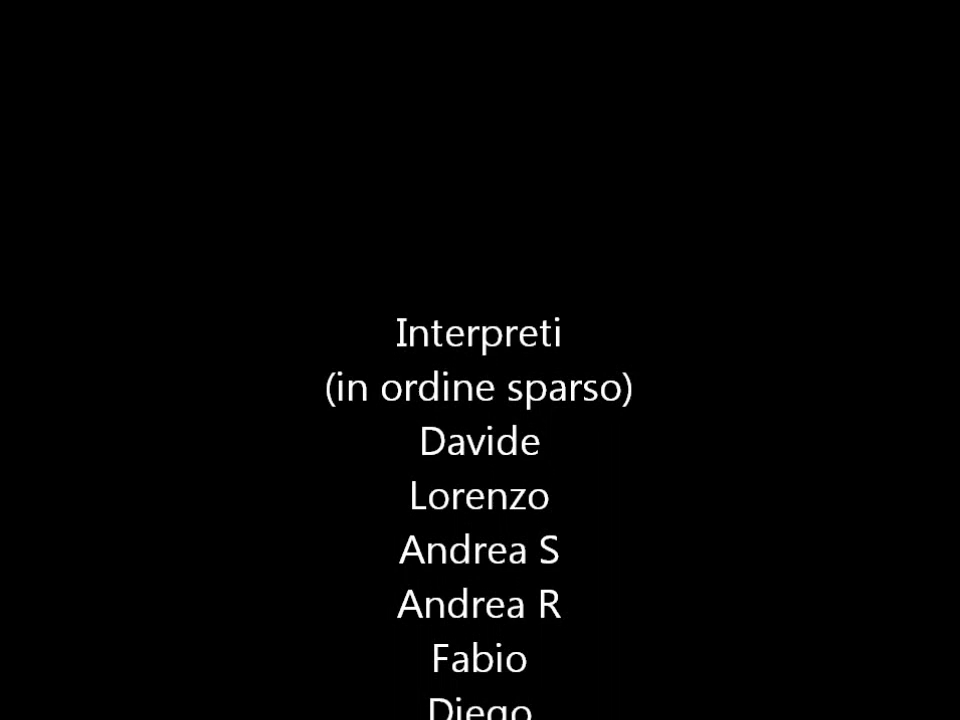 Interpreti
(in ordine sparso)
Davide
Lorenzo
Andrea S
Andrea R
Fabio
Diego